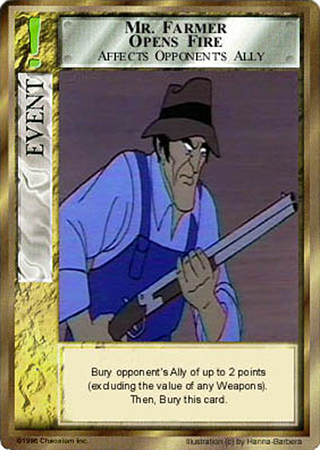 MR. FARMER
OPENS FIRE
AFFECTS OPPONENT'S ALLY
EVENT
Bury opponent's Ally of up to 2 points
(excluding the value of any Weapons).
Then, Bury this card.
©1996 Chaosium Inc.
Illustration (c) by Hanna-Barbera